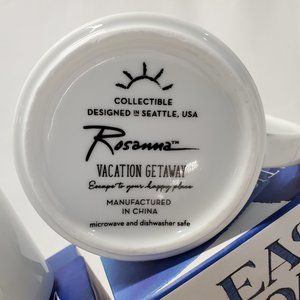 COLLECTIBLE
DESIGNED IN SEATTLE, USA
Rosanna™
VACATION GETAWAY
Escape to your happy place
MANUFACTURED
IN CHINA
microwave and dishwasher safe
EAS